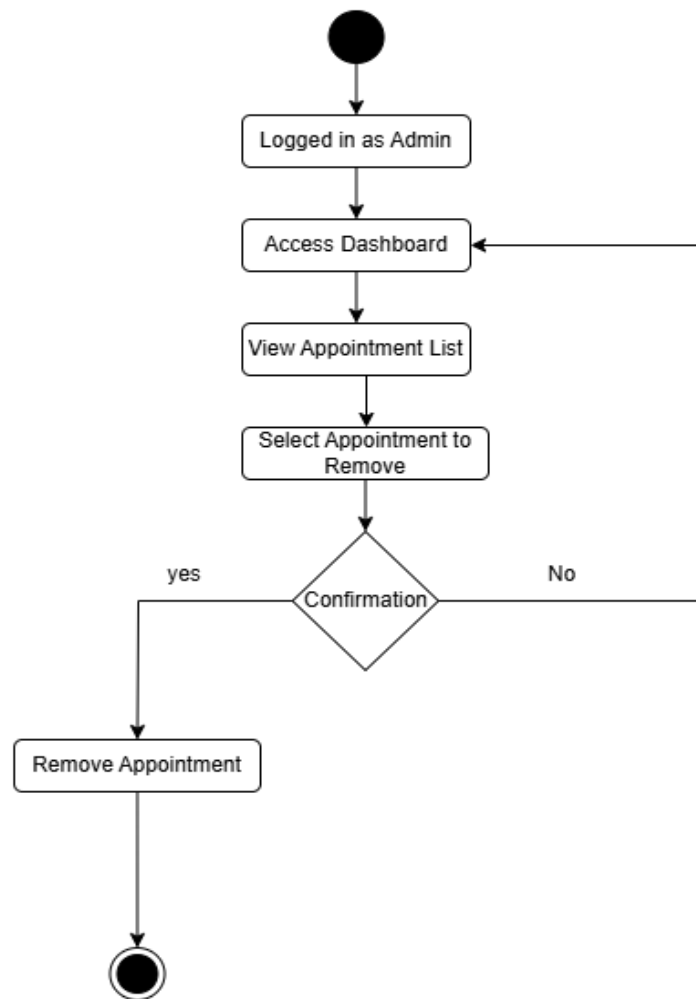 Logged in as Admin
Access Dashboard
View Appointment List
Select Appointment to
Remove
yes
No
Confirmation
Remove Appointment